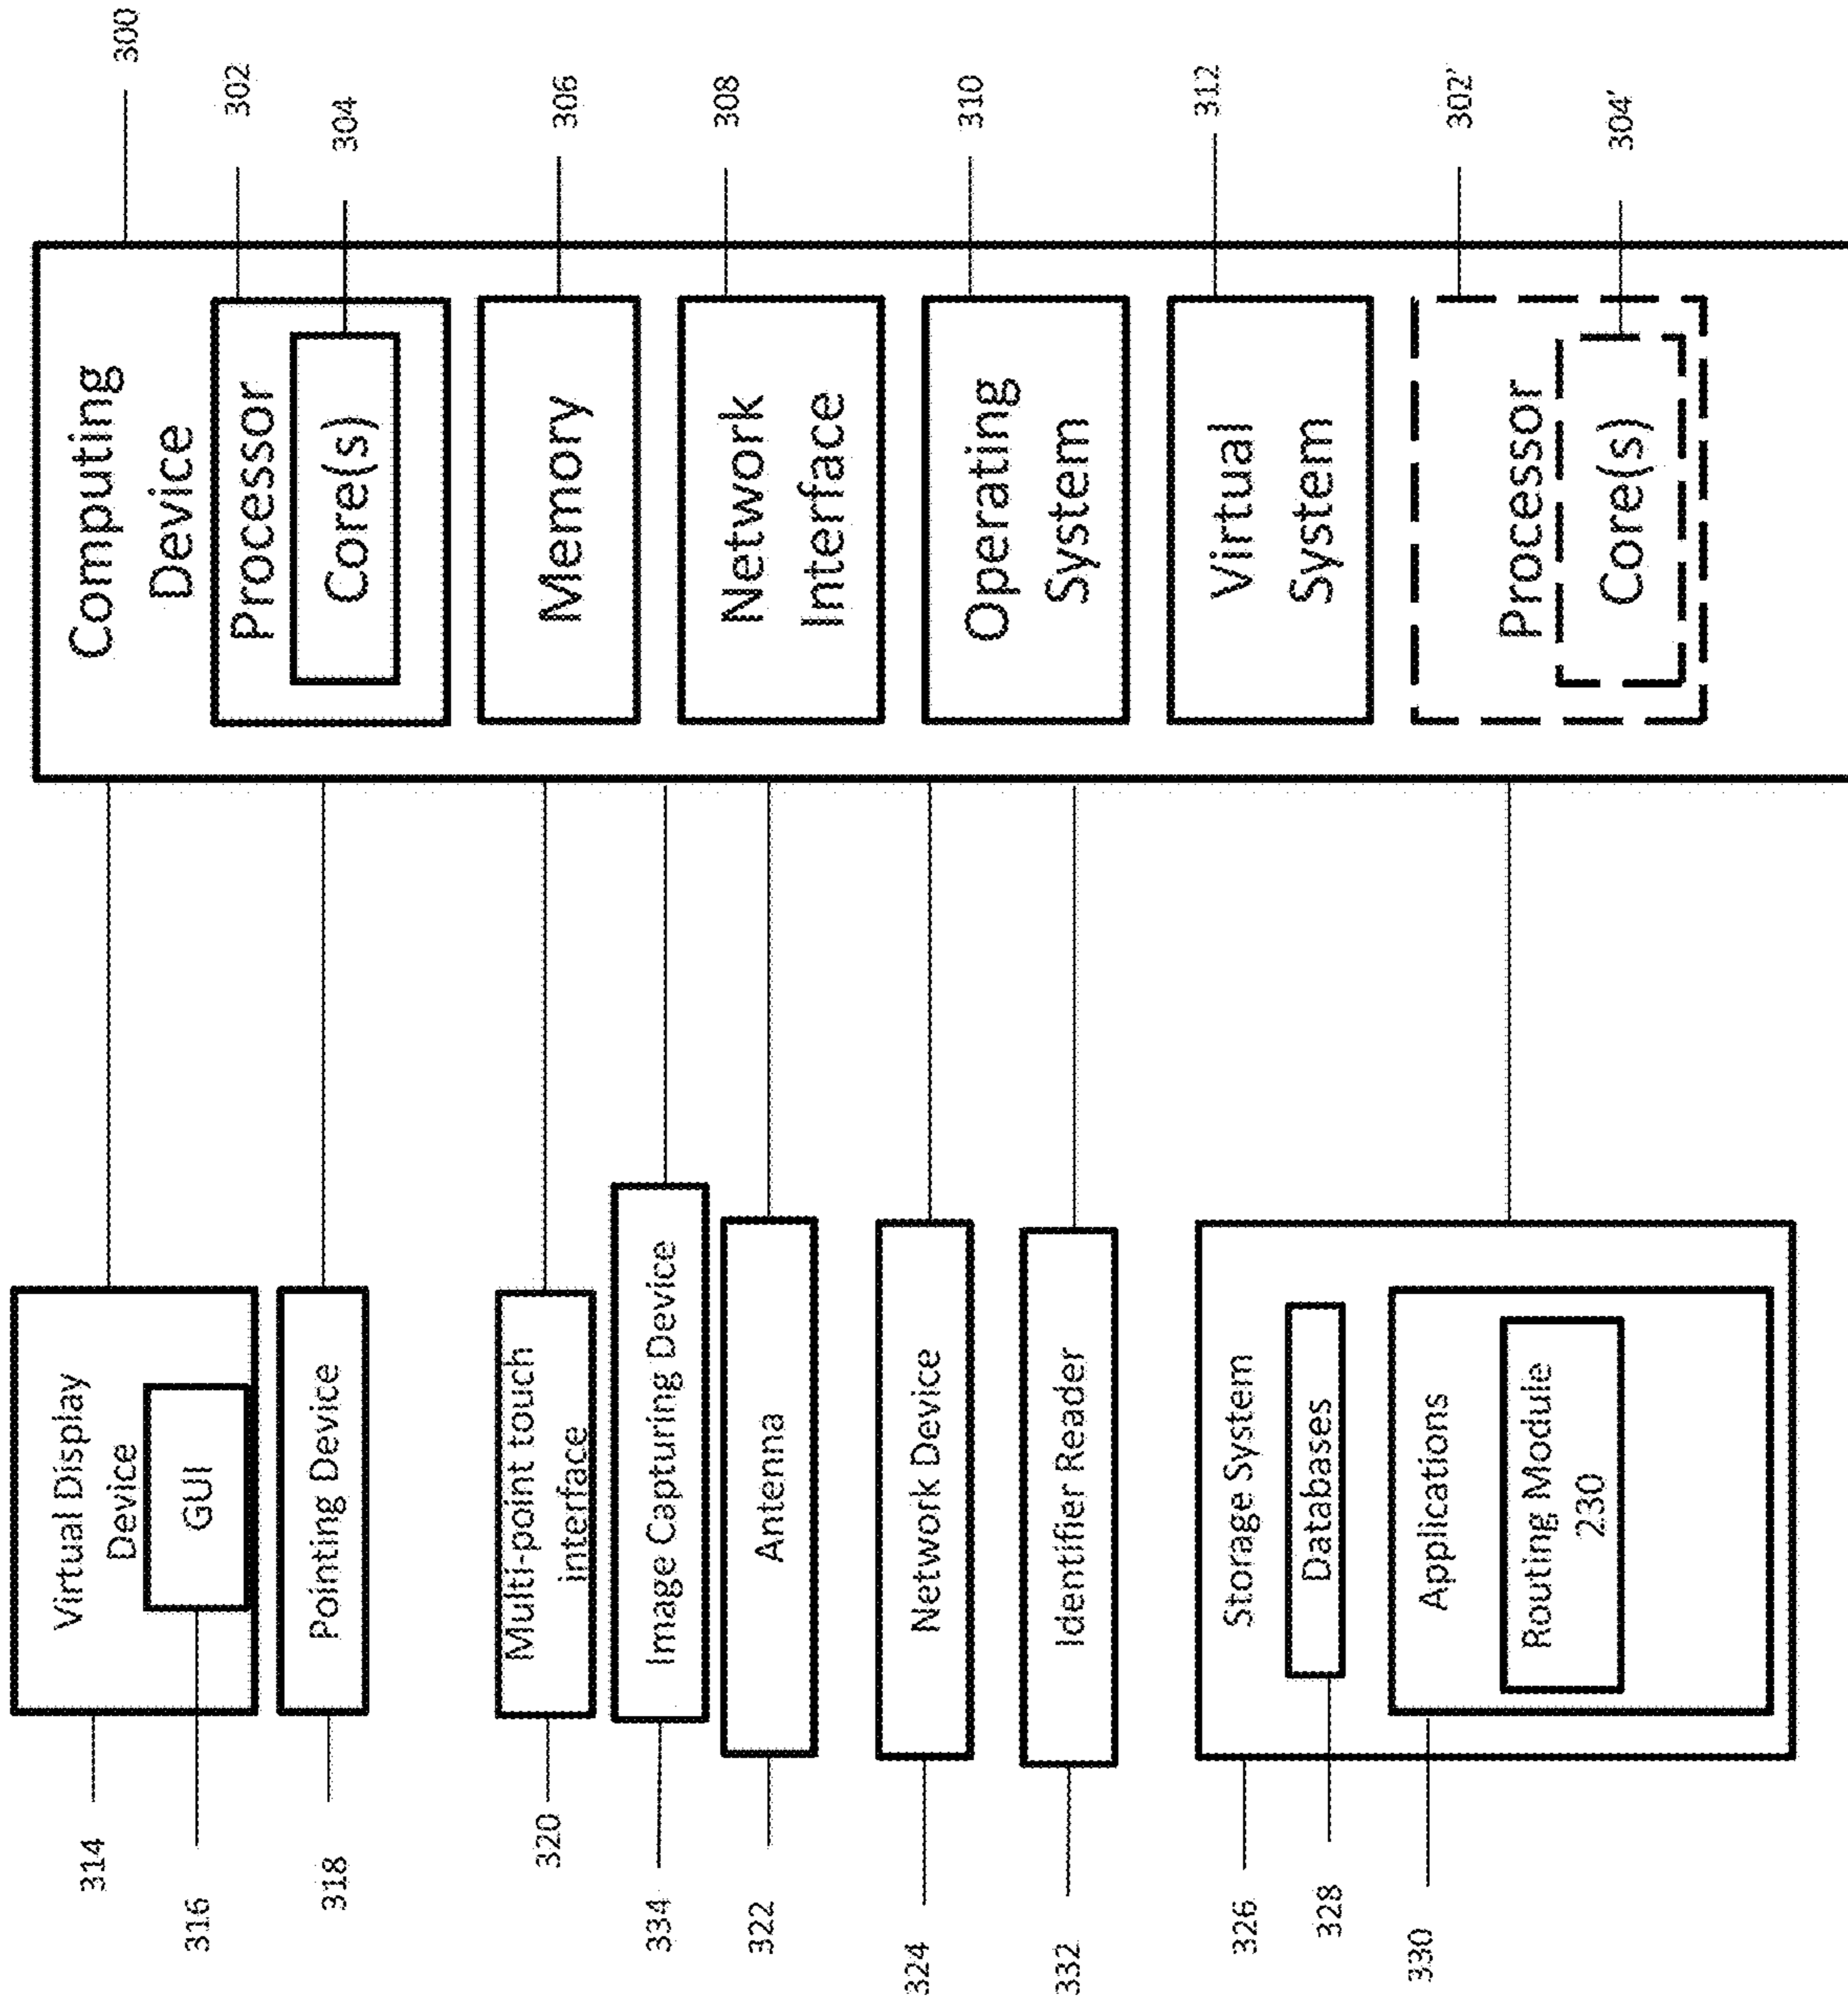 314
Virtual Display
Device
316
GUI
318
Pointing Device
320
Multi-point touch
interface
334
Image Capturing Device
322
Antenna
324
Network Device
332
Identifier Reader
326
Storage System
328
Databases
330
Applications
Routing Module
230
Computing
Device
300
Processor
302
Core(s)
304
Memory
306
Network
Interface
308
Operating
System
310
Virtual
System
312
Processor
302'
Core(s)
304'